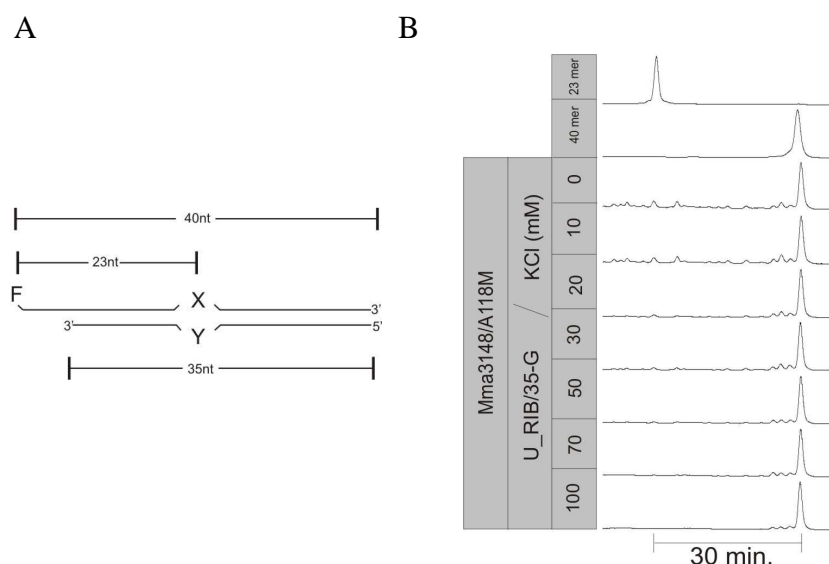 A
B
40nt
23nt
F
X
3'
3'
Y
5'
35nt
23 mer
40 mer
Mma3148/A118M
U_RIB/35-G / KCl (mM)
0
10
20
30
50
70
100
30 min.